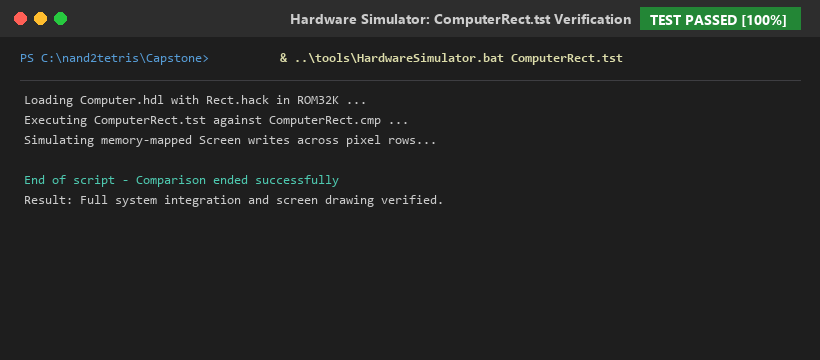 Hardware Simulator: ComputerRect.tst Verification TEST PASSED [100%]
PS C:\nand2tetris\Capstone> & ..\tools\HardwareSimulator.bat ComputerRect.tst
Loading Computer.hdl with Rect.hack in ROM32K ...
Executing ComputerRect.tst against ComputerRect.cmp ...
Simulating memory-mapped Screen writes across pixel rows...
End of script - Comparison ended successfully
Result: Full system integration and screen drawing verified.